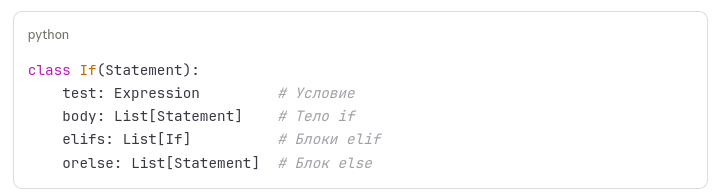 python
class If(Statement):
    test: Expression         # Условие
    body: List[Statement]    # Тело if
    elifs: List[If]          # Блоки elif
    orelse: List[Statement]  # Блок else